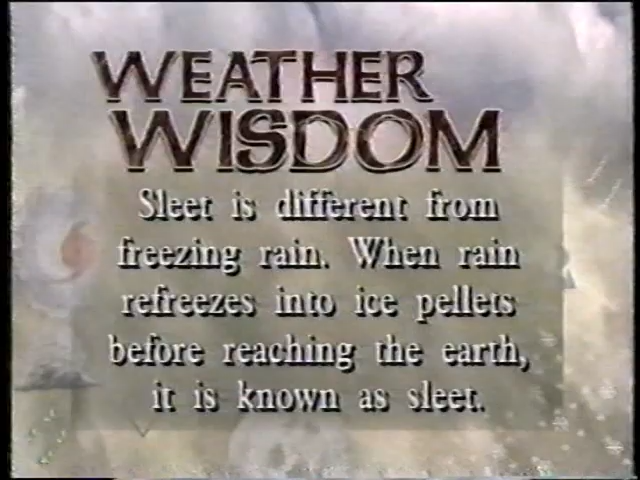 WEATHER
WISDOM
Sleet is different from
freezing rain. When rain
refreezes into ice pellets
before reaching the earth,
it is known as sleet.